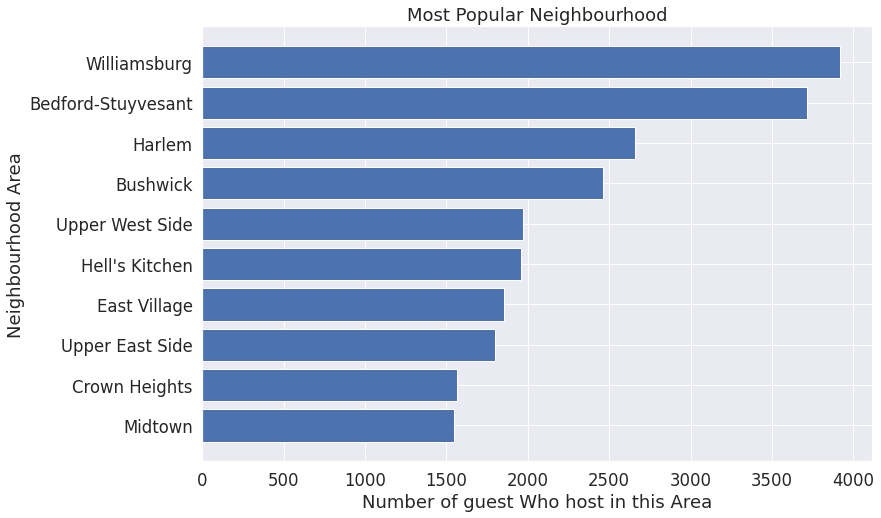 Most Popular Neighbourhood
Neighbourhood Area
Williamsburg
Bedford-Stuyvesant
Harlem
Bushwick
Upper West Side
Hell's Kitchen
East Village
Upper East Side
Crown Heights
Midtown
0 500 1000 1500 2000 2500 3000 3500 4000
Number of guest Who host in this Area